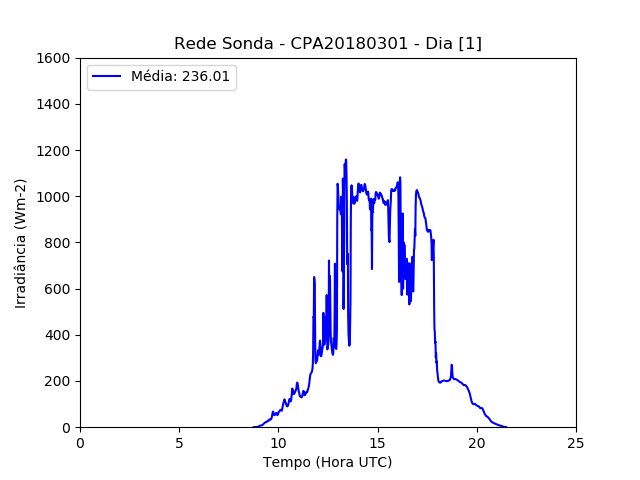 Rede Sonda - CPA20180301 - Dia [1]
Média: 236.01
Irradiância (Wm-2)
1600
1400
1200
1000
800
600
400
200
0
0 5 10 15 20 25
Tempo (Hora UTC)